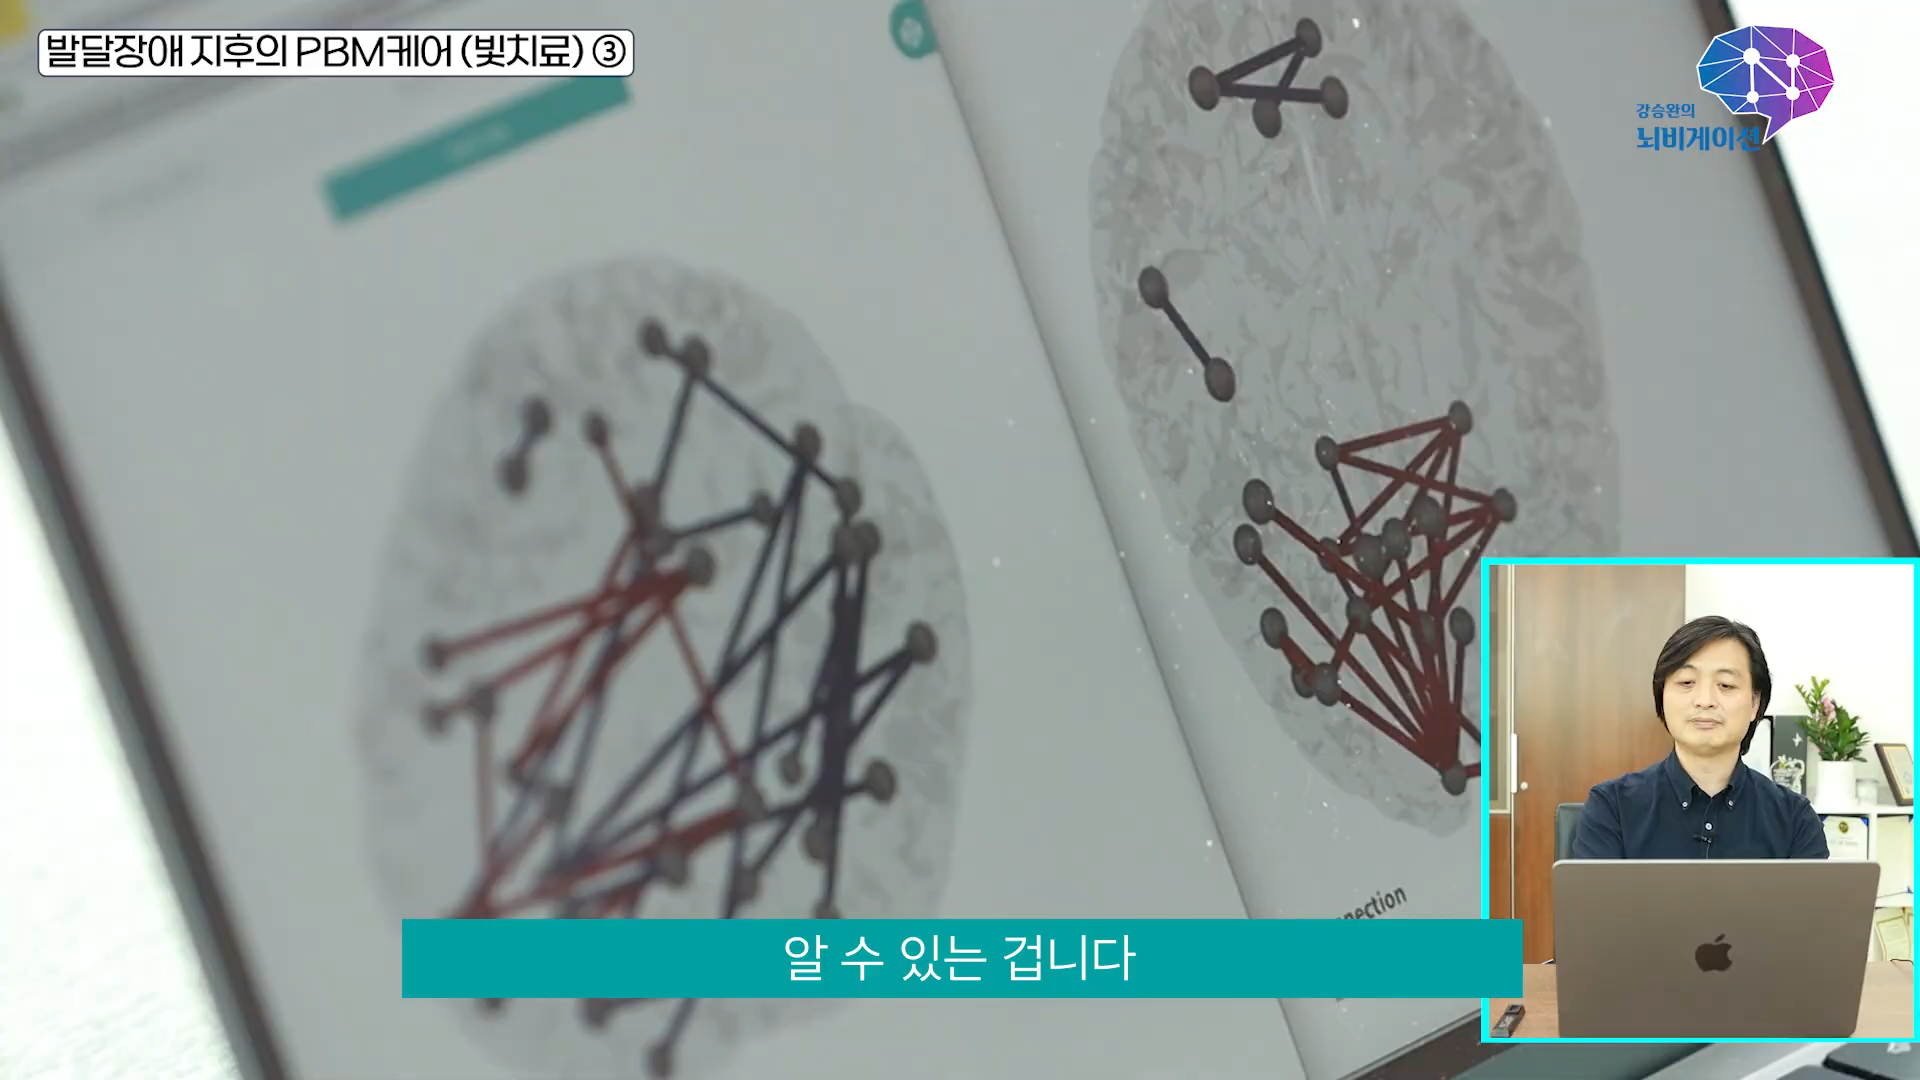 발달장애 지후의 PBM케어 (빛치료) ③
강승완의
뇌비게이션
알 수 있는 겁니다